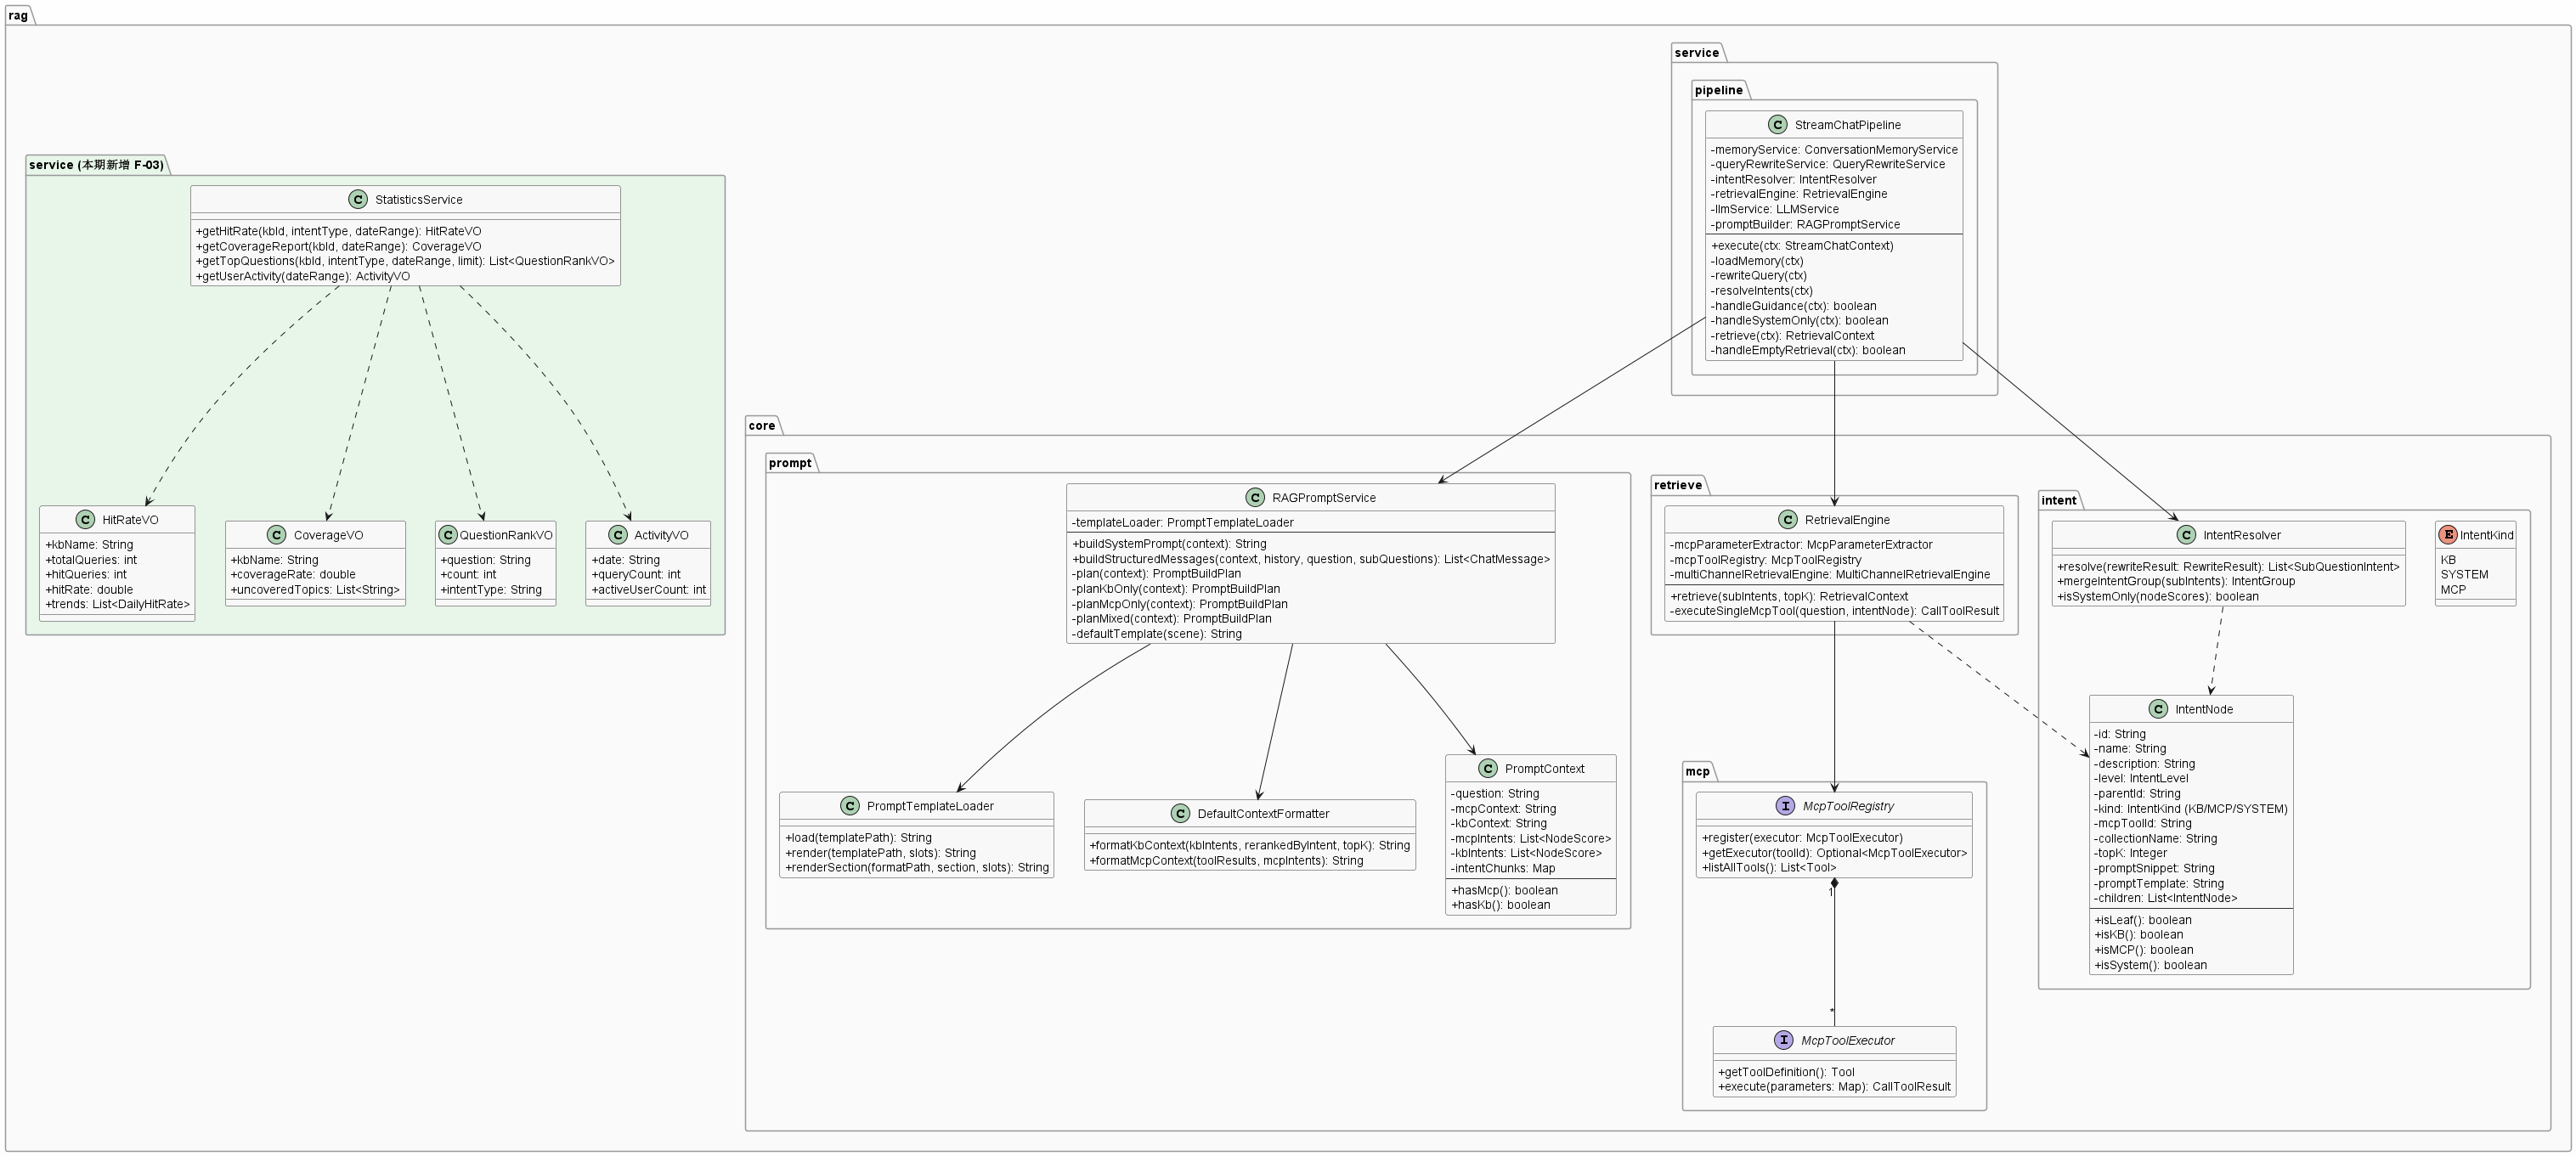 rag
service
pipeline
C StreamChatPipeline
-memoryService: ConversationMemoryService
-queryRewriteService: QueryRewriteService
-intentResolver: IntentResolver
-retrievalEngine: RetrievalEngine
-llmService: LLMService
-promptBuilder: RAGPromptService
+execute(ctx: StreamChatContext)
-loadMemory(ctx)
-rewriteQuery(ctx)
-resolveIntents(ctx)
-handleGuidance(ctx): boolean
-handleSystemOnly(ctx): boolean
-retrieve(ctx): RetrievalContext
-handleEmptyRetrieval(ctx): boolean
service (本期新增 F-03)
C StatisticsService
+getHitRate(kbId, intentType, dateRange): HitRateVO
+getCoverageReport(kbId, dateRange): CoverageVO
+getTopQuestions(kbId, intentType, dateRange, limit): List<QuestionRankVO>
+getUserActivity(dateRange): ActivityVO
C HitRateVO
+kbName: String
+totalQueries: int
+hitQueries: int
+hitRate: double
+trends: List<DailyHitRate>
C CoverageVO
+kbName: String
+coverageRate: double
+uncoveredTopics: List<String>
C QuestionRankVO
+question: String
+count: int
+intentType: String
C ActivityVO
+date: String
+queryCount: int
+activeUserCount: int
core
prompt
C RAGPromptService
-templateLoader: PromptTemplateLoader
+buildSystemPrompt(context): String
+buildStructuredMessages(context, history, question, subQuestions): List<ChatMessage>
-plan(context): PromptBuildPlan
-planKbOnly(context): PromptBuildPlan
-planMcpOnly(context): PromptBuildPlan
-planMixed(context): PromptBuildPlan
-defaultTemplate(scene): String
C PromptTemplateLoader
+load(templatePath): String
+render(templatePath, slots): String
+renderSection(formatPath, section, slots): String
C DefaultContextFormatter
+formatKbContext(kbIntents, rerankedByIntent, topK): String
+formatMcpContext(toolResults, mcpIntents): String
C PromptContext
-question: String
-mcpContext: String
-kbContext: String
-mcpIntents: List<NodeScore>
-kbIntents: List<NodeScore>
-intentChunks: Map
+hasMcp(): boolean
+hasKb(): boolean
retrieve
C RetrievalEngine
-mcpParameterExtractor: McpParameterExtractor
-mcpToolRegistry: McpToolRegistry
-multiChannelRetrievalEngine: MultiChannelRetrievalEngine
+retrieve(subIntents, topK): RetrievalContext
-executeSingleMcpTool(question, intentNode): CallToolResult
mcp
I McpToolRegistry
+register(executor: McpToolExecutor)
+getExecutor(toolId): Optional<McpToolExecutor>
+listAllTools(): List<Tool>
1
*
I McpToolExecutor
+getToolDefinition(): Tool
+execute(parameters: Map): CallToolResult
intent
C IntentResolver
+resolve(rewriteResult: RewriteResult): List<SubQuestionIntent>
+mergeIntentGroup(subIntents): IntentGroup
+isSystemOnly(nodeScores): boolean
E IntentKind
KB
SYSTEM
MCP
C IntentNode
-id: String
-name: String
-description: String
-level: IntentLevel
-parentId: String
-kind: IntentKind (KB/MCP/SYSTEM)
-mcpToolId: String
-collectionName: String
-topK: Integer
-promptSnippet: String
-promptTemplate: String
-children: List<IntentNode>
+isLeaf(): boolean
+isKB(): boolean
+isMCP(): boolean
+isSystem(): boolean